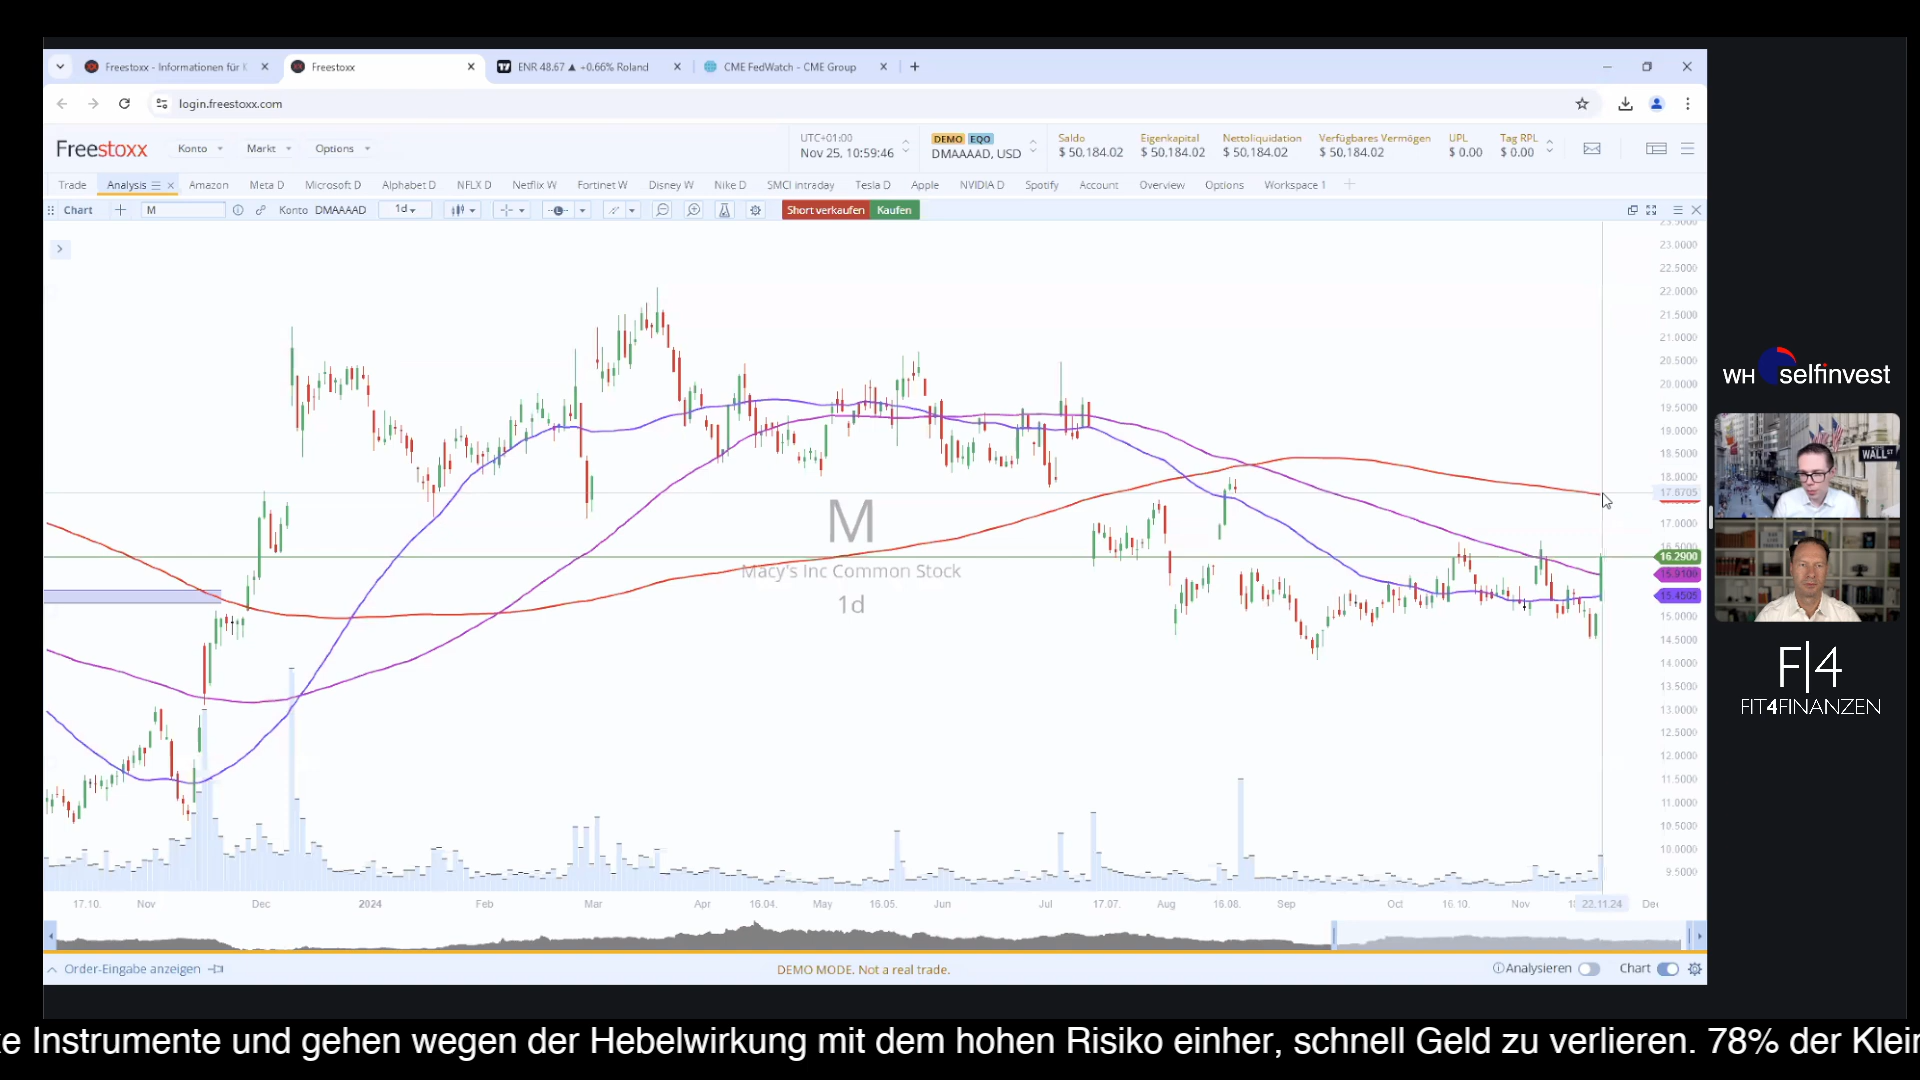 Freestoxx - Informationen für K
Freestoxx
ENR 48.67 ▲ +0.66% Roland
CME FedWatch - CME Group
login.freestoxx.com
Freestoxx
Konto
Markt
Options
UTC+01:00
Nov 25, 10:59:46
DEMO EQO
DMAAAAD, USD
Saldo
$ 50,184.02
Eigenkapital
$ 50,184.02
Nettoliquidation
$ 50,184.02
Verfügbares Vermögen
$ 50,184.02
UPL
$ 0.00
Tag RPL
$ 0.00
Trade
Analysis
Amazon
Meta D
Microsoft D
Alphabet D
NFLX D
Netflix W
Fortinet W
Disney W
Nike D
SMCI intraday
Tesla D
Apple
NVIDIA D
Spotify
Account
Overview
Options
Workspace 1
Chart
M
Konto DMAAAAD
1d
Short verkaufen
Kaufen
23.5000
23.0000
22.5000
22.0000
21.5000
21.0000
20.5000
20.0000
19.5000
19.0000
18.5000
18.0000
17.0000
16.2900
15.4505
15.0000
14.5000
14.0000
13.5000
13.0000
12.5000
12.0000
11.5000
11.0000
10.5000
10.0000
9.5000
M
Macy's Inc Common Stock
1d
17.10.
Nov
Dec
2024
Feb
Mar
Apr
16.04.
May
16.05.
Jun
Jul
17.07.
Aug
16.08.
Sep
Oct
16.10.
Nov
22.11.24
Order-Eingabe anzeigen
DEMO MODE. Not a real trade.
Analysieren
Chart
WH selfinvest
WALL ST
F|4
FIT4FINANZEN
e Instrumente und gehen wegen der Hebelwirkung mit dem hohen Risiko einher, schnell Geld zu verlieren. 78% der Klein